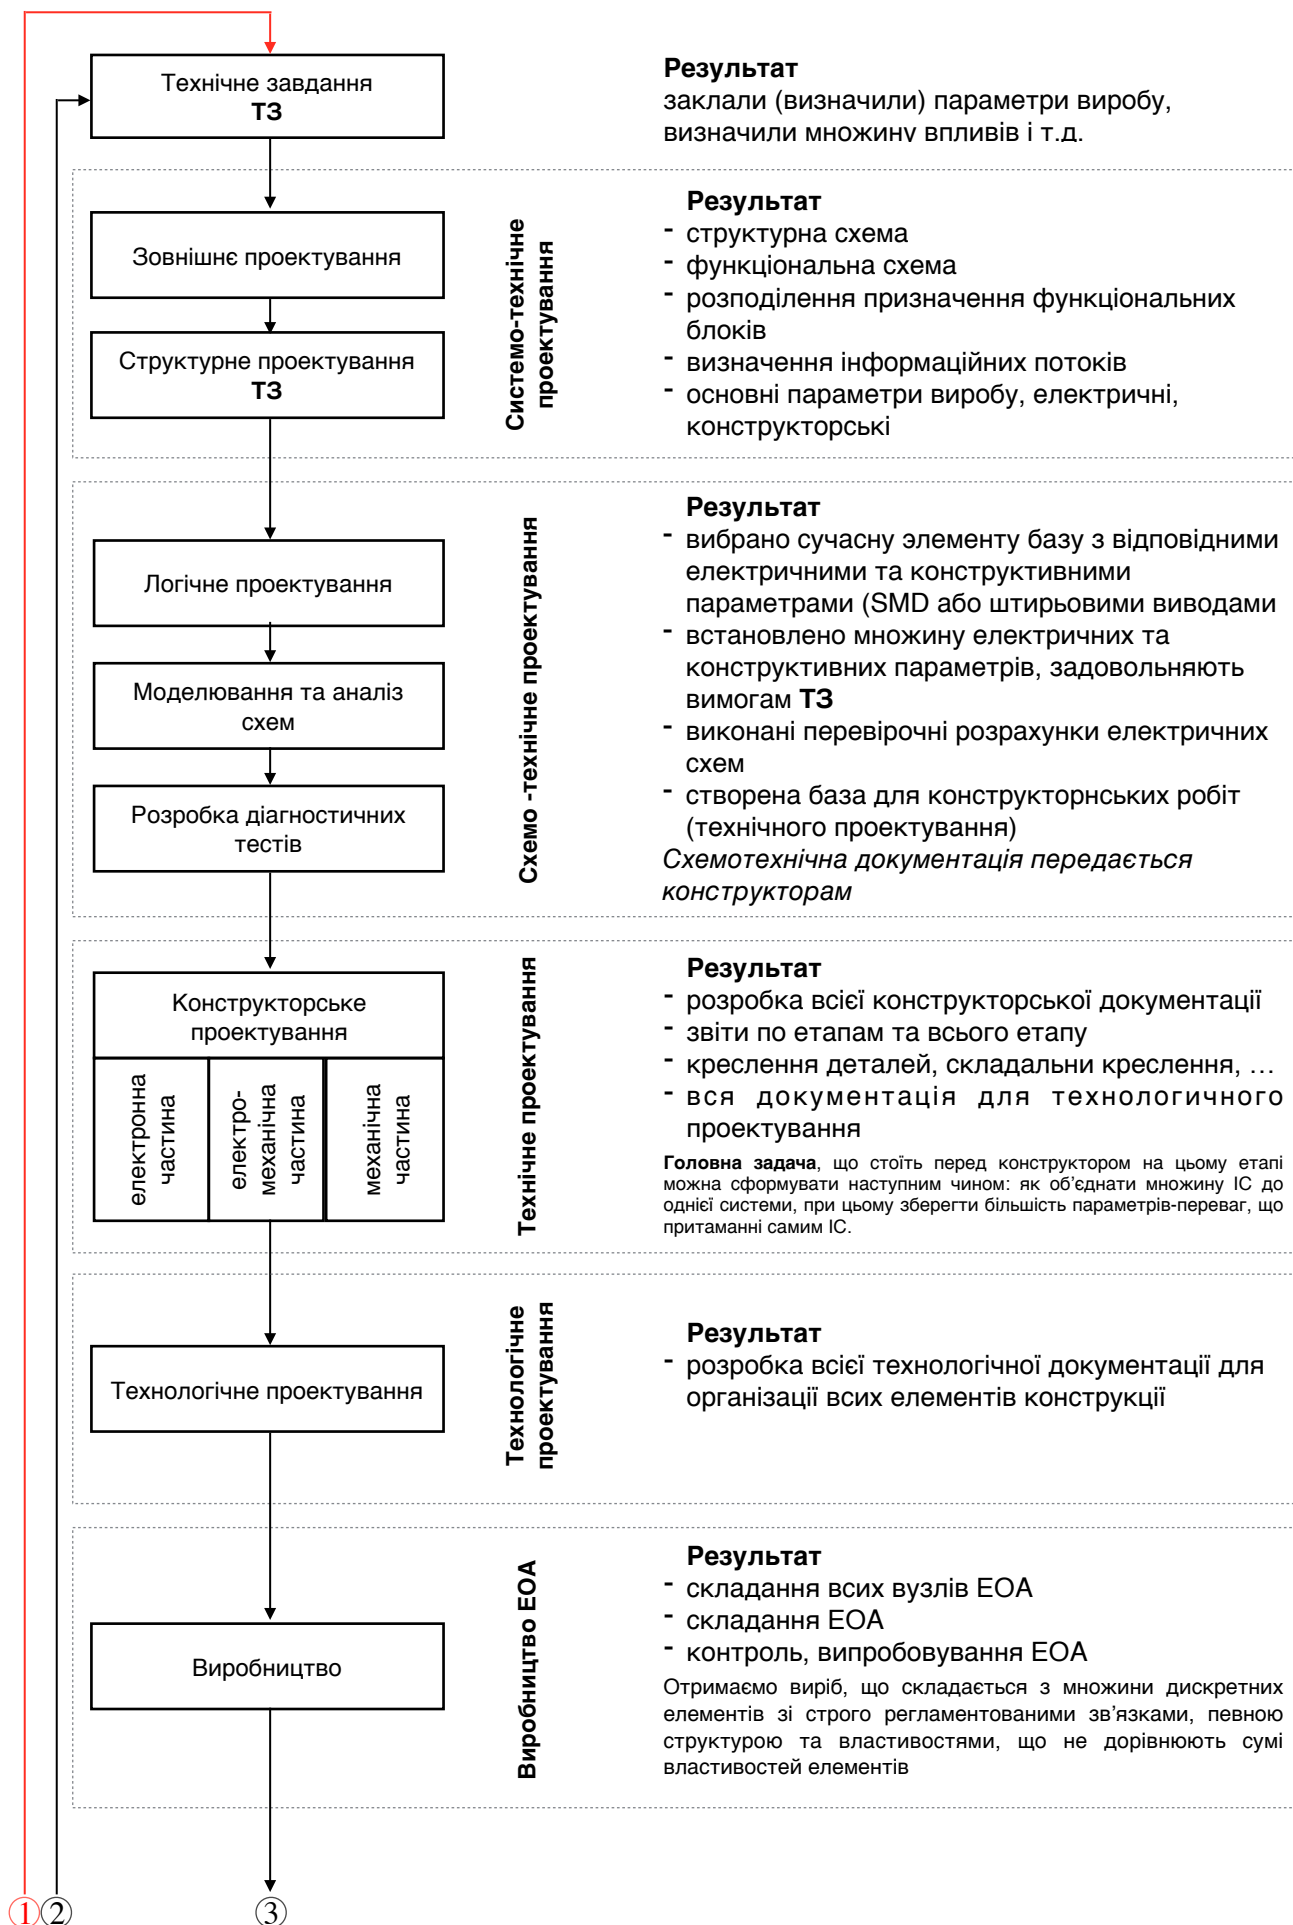 Технічне завдання
ТЗ
Результат
заклали (визначили) параметри виробу,
визначили множину впливів і т.д.
Зовнішнє проектування
Структурне проектування
ТЗ
Системо-технічне
проектування
Результат
- структурна схема
- функціональна схема
- розподілення призначення функціональних
блоків
- визначення інформаційних потоків
- основні параметри виробу, електричні,
конструкторські
Логічне проектування
Моделювання та аналіз
схем
Розробка діагностичних
тестів
Схемо -технічне проектування
Результат
- вибрано сучасну элементу базу з відповідними
електричними та конструктивними
параметрами (SMD або штирьовими виводами
- встановлено множину електричних та
конструктивних параметрів, задовольняють
вимогам ТЗ
- виконані перевірочні розрахунки електричних
схем
- створена база для конструкторнських робіт
(технічного проектування)
Схемотехнічна документація передається
конструкторам
Конструкторське
проектування
електронна
частина
електро-
механічна
частина
механічна
частина
Технічне проектування
Результат
- розробка всієї конструкторської документації
- звіти по етапам та всього етапу
- креслення деталей, складальни креслення, …
- вся документація для технологичного
проектування
Головна задача, що стоїть перед конструктором на цьому етапі
можна сформувати наступним чином: як об’єднати множину ІС до
однієї системи, при цьому зберегти більшість параметрів-переваг, що
притаманні самим ІС.
Технологічне проектування
Технологічне
проектування
Результат
- розробка всієї технологічної документації для
організації всих елементів конструкції
Виробництво
Виробництво ЕОА
Результат
- складання всих вузлів ЕОА
- складання ЕОА
- контроль, випробовування ЕОА
Отримаємо виріб, що складається з множини дискретних
елементів зі строго регламентованими зв’язками, певною
структурою та властивостями, що не дорівнюють сумі
властивостей елементів
① ② ③